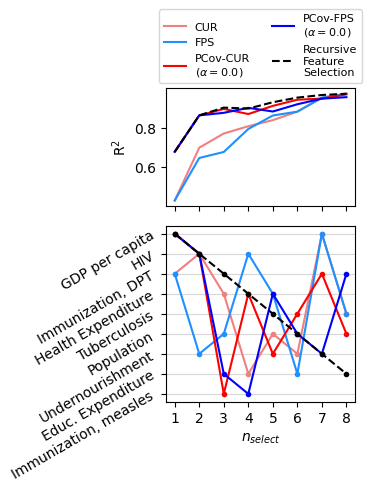 CUR
FPS
PCov-CUR
(α = 0.0)
PCov-FPS
(α = 0.0)
Recursive
Feature
Selection
R²
0.8
0.6
GDP per capita
HIV
Immunization, DPT
Health Expenditure
Tuberculosis
Population
Undernourishment
Educ. Expenditure
Immunization, measles
1 2 3 4 5 6 7 8
n_select